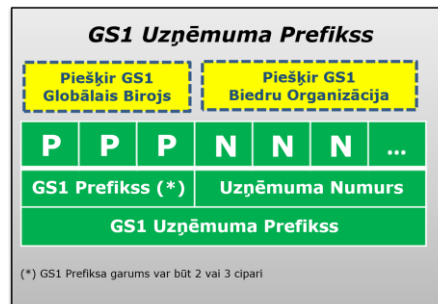 GS1 Uzņēmuma Prefikss
Piešķir GS1
Globālais Birojs
Piešķir GS1
Biedru Organizācija
P P P N N N ...
GS1 Prefikss (*) Uzņēmuma Numurs
GS1 Uzņēmuma Prefikss
(*) GS1 Prefiksa garums var būt 2 vai 3 cipari